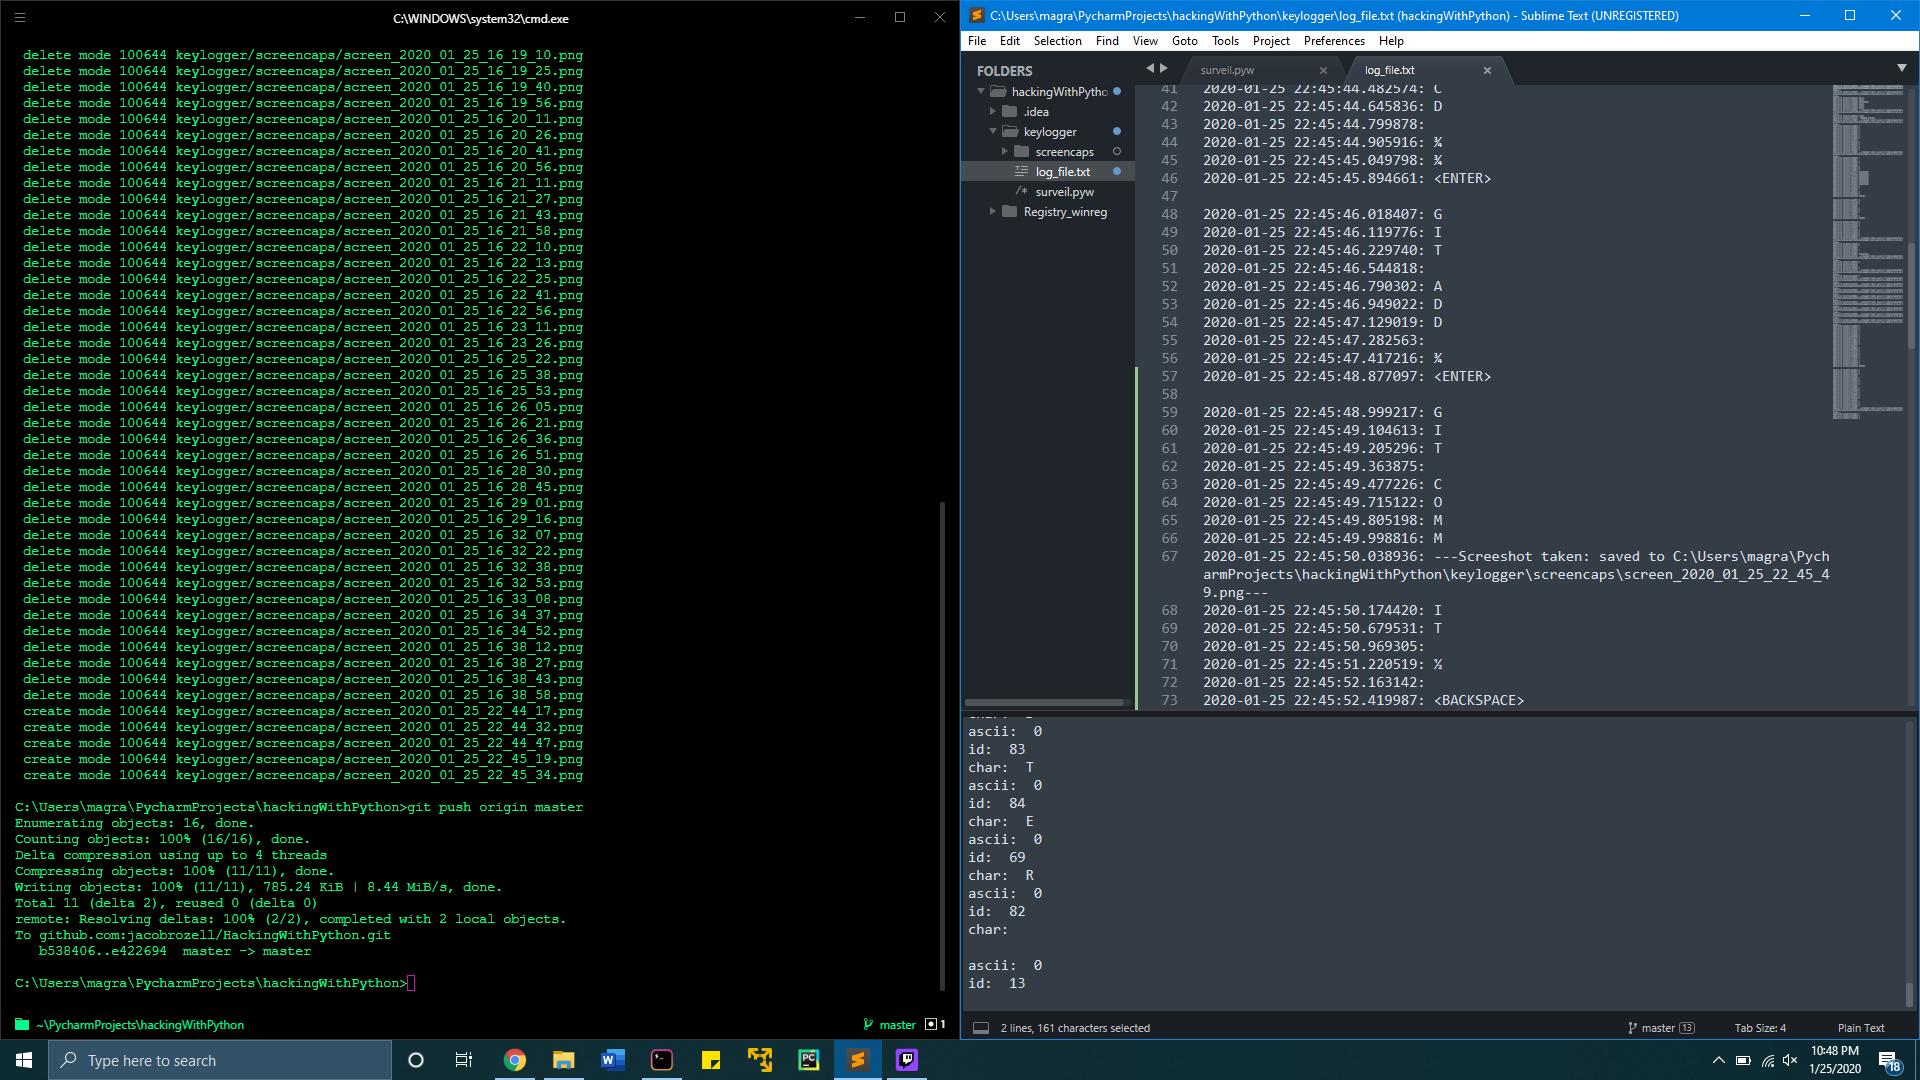 C:\WINDOWS\system32\cmd.exe
delete mode 100644 keylogger/screencaps/screen_2020_01_25_16_19_10.png
delete mode 100644 keylogger/screencaps/screen_2020_01_25_16_19_25.png
delete mode 100644 keylogger/screencaps/screen_2020_01_25_16_19_40.png
delete mode 100644 keylogger/screencaps/screen_2020_01_25_16_19_56.png
delete mode 100644 keylogger/screencaps/screen_2020_01_25_16_20_11.png
delete mode 100644 keylogger/screencaps/screen_2020_01_25_16_20_26.png
delete mode 100644 keylogger/screencaps/screen_2020_01_25_16_20_41.png
delete mode 100644 keylogger/screencaps/screen_2020_01_25_16_20_56.png
delete mode 100644 keylogger/screencaps/screen_2020_01_25_16_21_11.png
delete mode 100644 keylogger/screencaps/screen_2020_01_25_16_21_27.png
delete mode 100644 keylogger/screencaps/screen_2020_01_25_16_21_43.png
delete mode 100644 keylogger/screencaps/screen_2020_01_25_16_21_58.png
delete mode 100644 keylogger/screencaps/screen_2020_01_25_16_22_10.png
delete mode 100644 keylogger/screencaps/screen_2020_01_25_16_22_13.png
delete mode 100644 keylogger/screencaps/screen_2020_01_25_16_22_25.png
delete mode 100644 keylogger/screencaps/screen_2020_01_25_16_22_41.png
delete mode 100644 keylogger/screencaps/screen_2020_01_25_16_22_56.png
delete mode 100644 keylogger/screencaps/screen_2020_01_25_16_23_11.png
delete mode 100644 keylogger/screencaps/screen_2020_01_25_16_23_26.png
delete mode 100644 keylogger/screencaps/screen_2020_01_25_16_25_22.png
delete mode 100644 keylogger/screencaps/screen_2020_01_25_16_25_38.png
delete mode 100644 keylogger/screencaps/screen_2020_01_25_16_25_53.png
delete mode 100644 keylogger/screencaps/screen_2020_01_25_16_26_05.png
delete mode 100644 keylogger/screencaps/screen_2020_01_25_16_26_21.png
delete mode 100644 keylogger/screencaps/screen_2020_01_25_16_26_36.png
delete mode 100644 keylogger/screencaps/screen_2020_01_25_16_26_51.png
delete mode 100644 keylogger/screencaps/screen_2020_01_25_16_28_30.png
delete mode 100644 keylogger/screencaps/screen_2020_01_25_16_28_45.png
delete mode 100644 keylogger/screencaps/screen_2020_01_25_16_29_01.png
delete mode 100644 keylogger/screencaps/screen_2020_01_25_16_29_16.png
delete mode 100644 keylogger/screencaps/screen_2020_01_25_16_32_07.png
delete mode 100644 keylogger/screencaps/screen_2020_01_25_16_32_22.png
delete mode 100644 keylogger/screencaps/screen_2020_01_25_16_32_38.png
delete mode 100644 keylogger/screencaps/screen_2020_01_25_16_32_53.png
delete mode 100644 keylogger/screencaps/screen_2020_01_25_16_33_08.png
delete mode 100644 keylogger/screencaps/screen_2020_01_25_16_34_37.png
delete mode 100644 keylogger/screencaps/screen_2020_01_25_16_34_52.png
delete mode 100644 keylogger/screencaps/screen_2020_01_25_16_38_12.png
delete mode 100644 keylogger/screencaps/screen_2020_01_25_16_38_27.png
delete mode 100644 keylogger/screencaps/screen_2020_01_25_16_38_43.png
delete mode 100644 keylogger/screencaps/screen_2020_01_25_16_38_58.png
create mode 100644 keylogger/screencaps/screen_2020_01_25_22_44_17.png
create mode 100644 keylogger/screencaps/screen_2020_01_25_22_44_32.png
create mode 100644 keylogger/screencaps/screen_2020_01_25_22_44_47.png
create mode 100644 keylogger/screencaps/screen_2020_01_25_22_45_19.png
create mode 100644 keylogger/screencaps/screen_2020_01_25_22_45_34.png
C:\Users\magra\PycharmProjects\hackingWithPython>git push origin master
Enumerating objects: 16, done.
Counting objects: 100% (16/16), done.
Delta compression using up to 4 threads
Compressing objects: 100% (11/11), done.
Writing objects: 100% (11/11), 785.24 KiB | 8.44 MiB/s, done.
Total 11 (delta 2), reused 0 (delta 0)
remote: Resolving deltas: 100% (2/2), completed with 2 local objects.
To github.com:jacobrozell/HackingWithPython.git
b538406..e422694 master -> master
C:\Users\magra\PycharmProjects\hackingWithPython>
~\PycharmProjects\hackingWithPython
master 1
C:\Users\magra\PycharmProjects\hackingWithPython\keylogger\log_file.txt (hackingWithPython) - Sublime Text (UNREGISTERED)
File Edit Selection Find View Goto Tools Project Preferences Help
FOLDERS
hackingWithPytho
.idea
keylogger
screencaps
log_file.txt
surveil.pyw
Registry_winreg
surveil.pyw
log_file.txt
41 2020-01-25 22:45:44.482574: C
42 2020-01-25 22:45:44.645836: D
43 2020-01-25 22:45:44.799878:
44 2020-01-25 22:45:44.905916: %
45 2020-01-25 22:45:45.049798: %
46 2020-01-25 22:45:45.894661: <ENTER>
47
48 2020-01-25 22:45:46.018407: G
49 2020-01-25 22:45:46.119776: I
50 2020-01-25 22:45:46.229740: T
51 2020-01-25 22:45:46.544818:
52 2020-01-25 22:45:46.790302: A
53 2020-01-25 22:45:46.949022: D
54 2020-01-25 22:45:47.129019: D
55 2020-01-25 22:45:47.282563:
56 2020-01-25 22:45:47.417216: %
57 2020-01-25 22:45:48.877097: <ENTER>
58
59 2020-01-25 22:45:48.999217: G
60 2020-01-25 22:45:49.104613: I
61 2020-01-25 22:45:49.205296: T
62 2020-01-25 22:45:49.363875:
63 2020-01-25 22:45:49.477226: C
64 2020-01-25 22:45:49.715122: O
65 2020-01-25 22:45:49.805198: M
66 2020-01-25 22:45:49.998816: M
67 2020-01-25 22:45:50.038936: ---Screeshot taken: saved to C:\Users\magra\Pych
armProjects\hackingWithPython\keylogger\screencaps\screen_2020_01_25_22_45_4
9.png---
68 2020-01-25 22:45:50.174420: I
69 2020-01-25 22:45:50.679531: T
70 2020-01-25 22:45:50.969305:
71 2020-01-25 22:45:51.220519: %
72 2020-01-25 22:45:52.163142:
73 2020-01-25 22:45:52.419987: <BACKSPACE>
ascii: 0
id: 83
char: T
ascii: 0
id: 84
char: E
ascii: 0
id: 69
char: R
ascii: 0
id: 82
char:
ascii: 0
id: 13
2 lines, 161 characters selected
master 13
Tab Size: 4
Plain Text
Type here to search
10:48 PM
1/25/2020
18